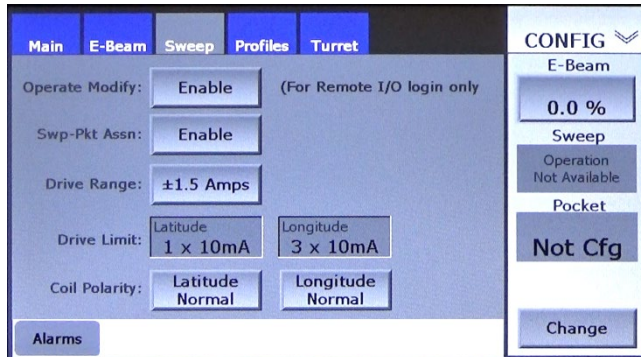 Main E-Beam Sweep Profiles Turret
Operate Modify: Enable (For Remote I/O login only
Swp-Pkt Assn: Enable
Drive Range: ±1.5 Amps
Drive Limit: Latitude 1 x 10mA Longitude 3 x 10mA
Coil Polarity: Latitude Normal Longitude Normal
Alarms
CONFIG
E-Beam
0.0 %
Sweep
Operation
Not Available
Pocket
Not Cfg
Change